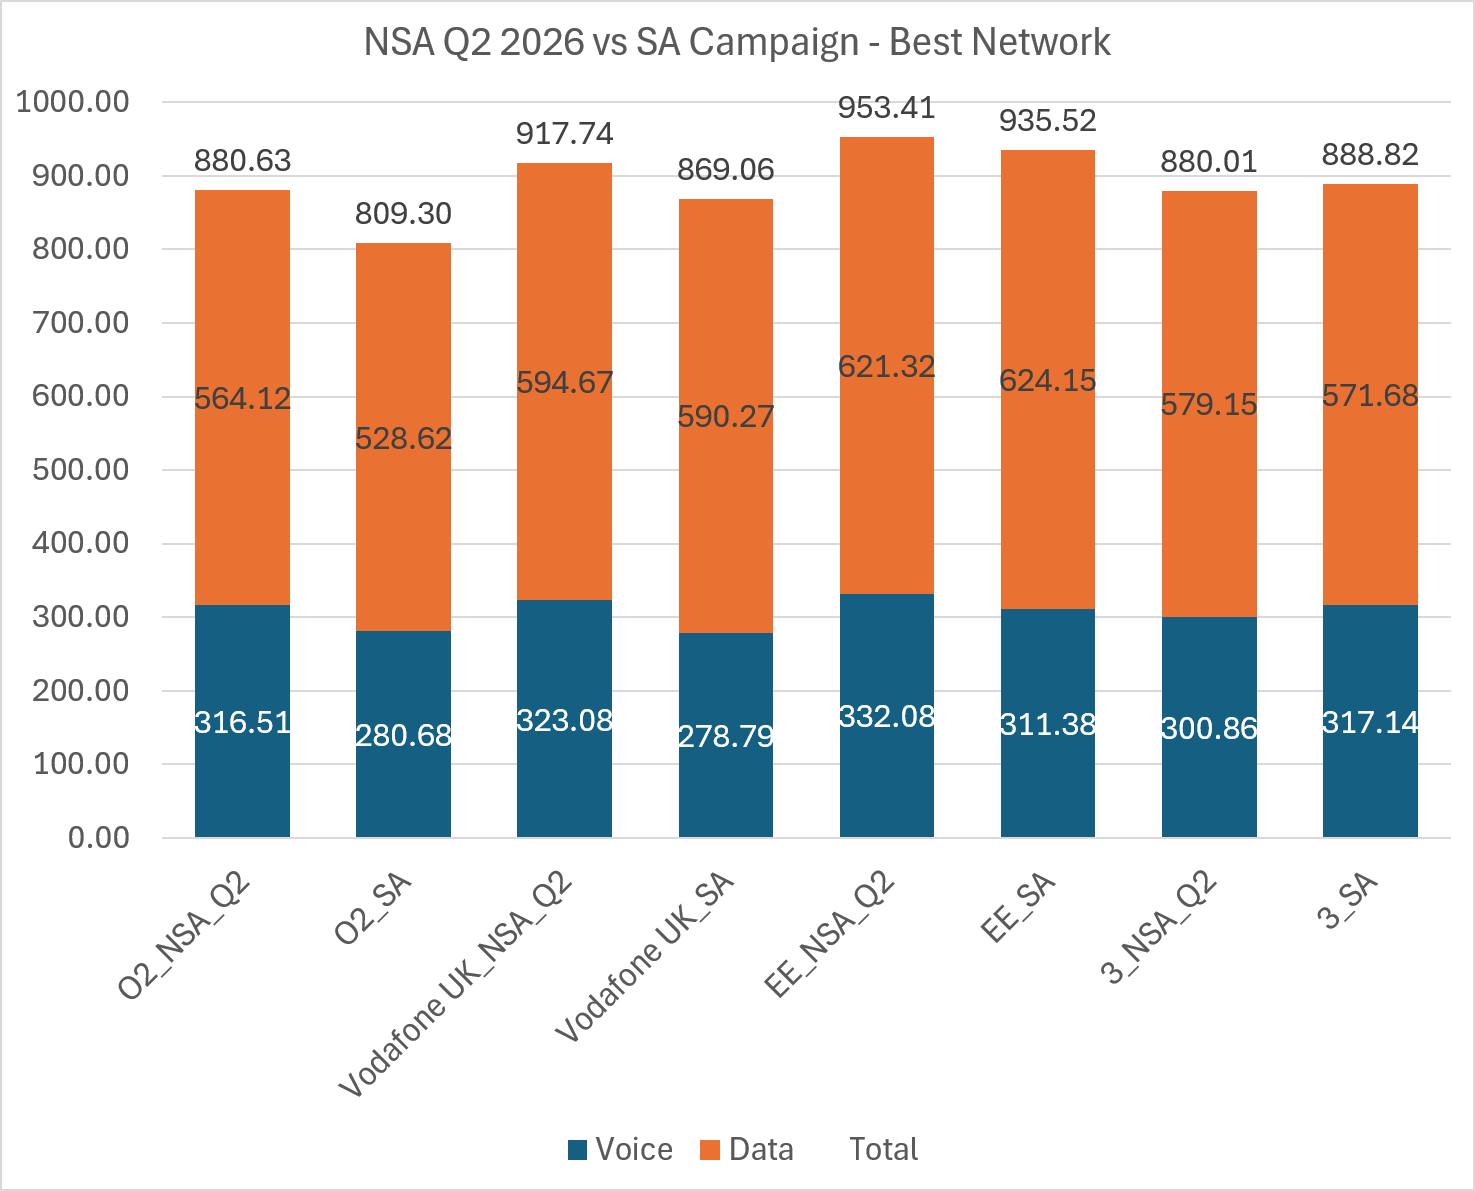 NSA Q2 2026 vs SA Campaign - Best Network
1000.00
900.00
800.00
700.00
600.00
500.00
400.00
300.00
200.00
100.00
0.00
880.63
809.30
917.74
869.06
953.41
935.52
880.01
888.82
564.12
528.62
594.67
590.27
621.32
624.15
579.15
571.68
316.51
280.68
323.08
278.79
332.08
311.38
300.86
317.14
O2_NSA_Q2
O2_SA
Vodafone UK_NSA_Q2
Vodafone UK_SA
EE_NSA_Q2
EE_SA
3_NSA_Q2
3_SA
Voice
Data
Total